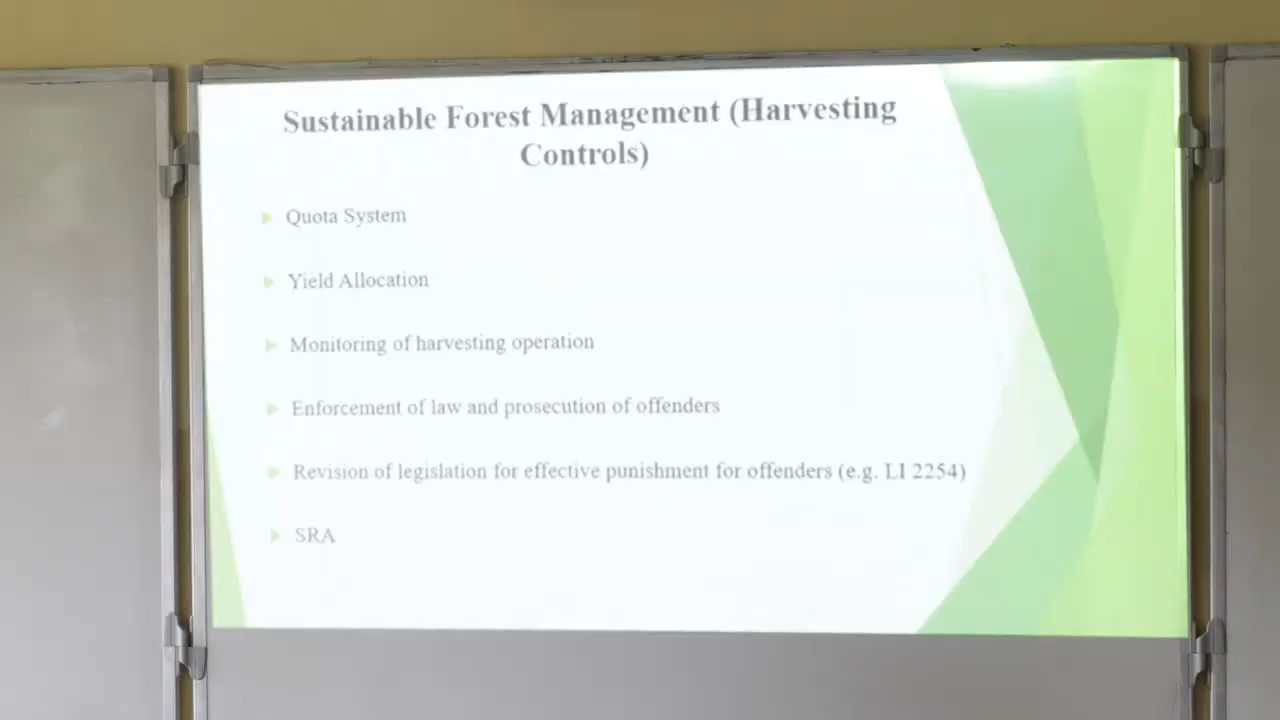 Sustainable Forest Management (Harvesting
Controls)
Quota System
Yield Allocation
Monitoring of harvesting operation
Enforcement of law and prosecution of offenders
Revision of legislation for effective punishment for offenders (e.g. LI 2254)
SRA